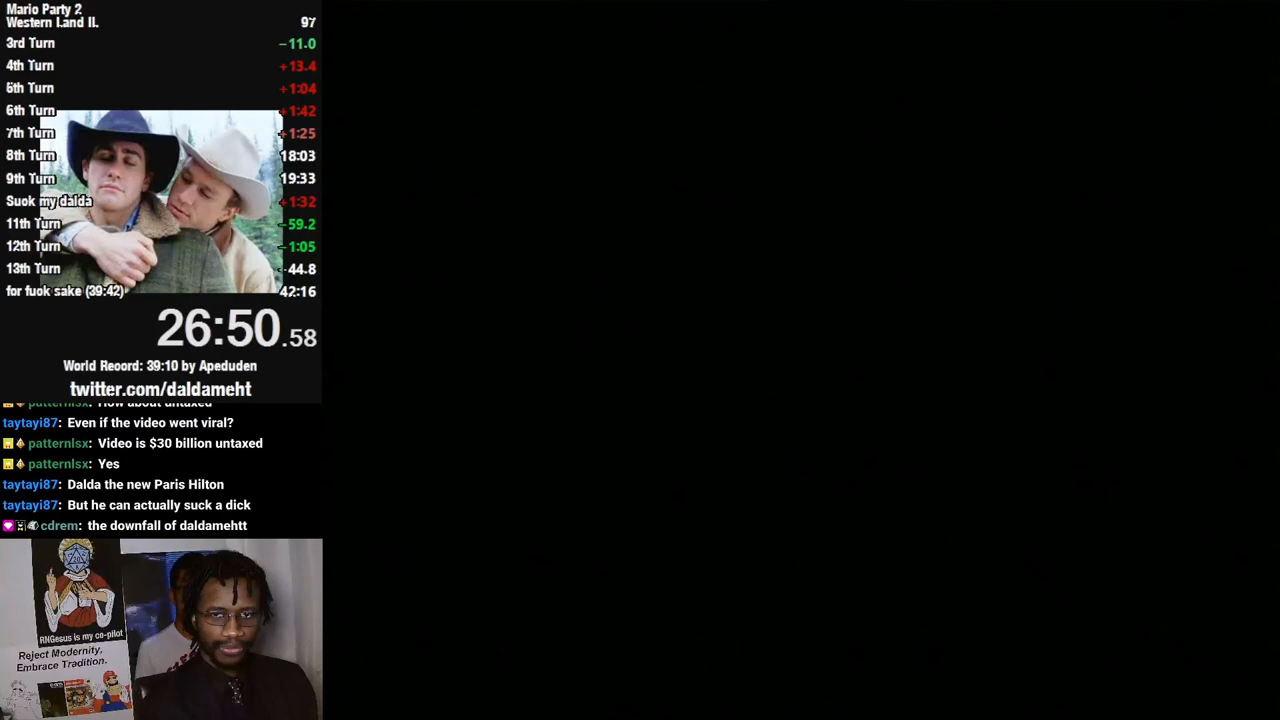 Mario Party 2
Western Land II. 97
3rd Turn −11.0
4th Turn +13.4
5th Turn +1:04
6th Turn +1:42
7th Turn +1:25
8th Turn 18:03
9th Turn 19:33
Suck my dalda +1:32
11th Turn −59.2
12th Turn −1:05
13th Turn -44.8
for fuck sake (39:42) 42:16
26:50.58
World Record: 39:10 by Apeduden
twitter.com/daldameht
patternlsx: How about untaxed
taytayi87: Even if the video went viral?
patternlsx: Video is $30 billion untaxed
patternlsx: Yes
taytayi87: Dalda the new Paris Hilton
taytayi87: But he can actually suck a dick
cdrem: the downfall of daldamehtt
RNGesus is my co-pilot
Reject Modernity,
Embrace Tradition.